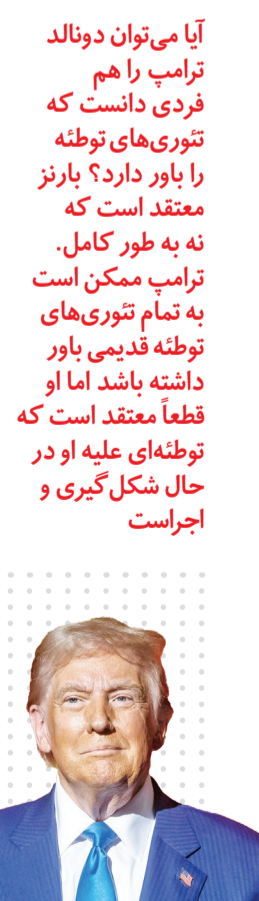 آیا می‌توان دونالد
ترامپ را هم
فردی دانست که
تئوری‌های توطئه
را باور دارد؟ بارنز
معتقد است که
نه به طور کامل.
ترامپ ممکن است
به تمام تئوری‌های
توطئه قدیمی باور
داشته باشد اما او
قطعاً معتقد است که
توطئه‌ای علیه او در
حال شکل‌گیری و
اجراست